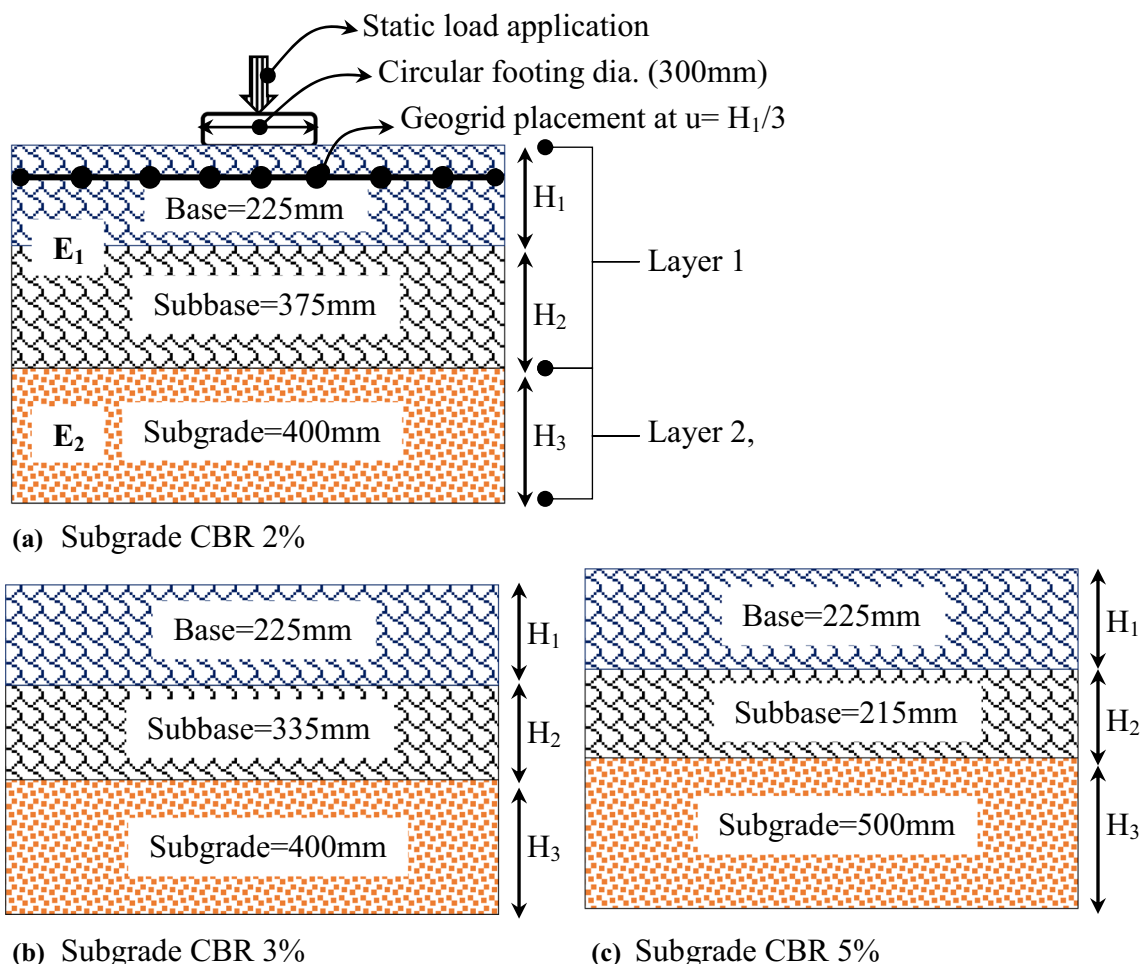 Static load application
Circular footing dia. (300mm)
Geogrid placement at u= H₁/3
Base=225mm
H₁
E₁
Layer 1
Subbase=375mm
H₂
E₂
Subgrade=400mm
H₃
Layer 2,
(a) Subgrade CBR 2%
Base=225mm
H₁
Subbase=335mm
H₂
Subgrade=400mm
H₃
(b) Subgrade CBR 3%
Base=225mm
H₁
Subbase=215mm
H₂
Subgrade=500mm
H₃
(c) Subgrade CBR 5%